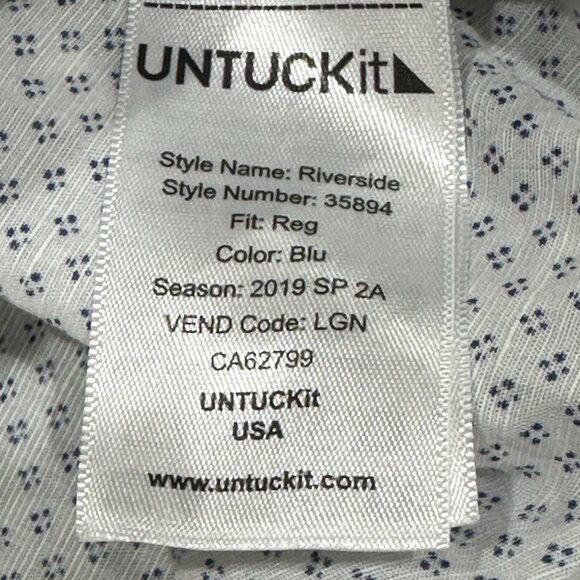 UNTUCKit
Style Name: Riverside
Style Number: 35894
Fit: Reg
Color: Blu
Season: 2019 SP 2A
VEND Code: LGN
CA62799
UNTUCKit
USA
www.untuckit.com